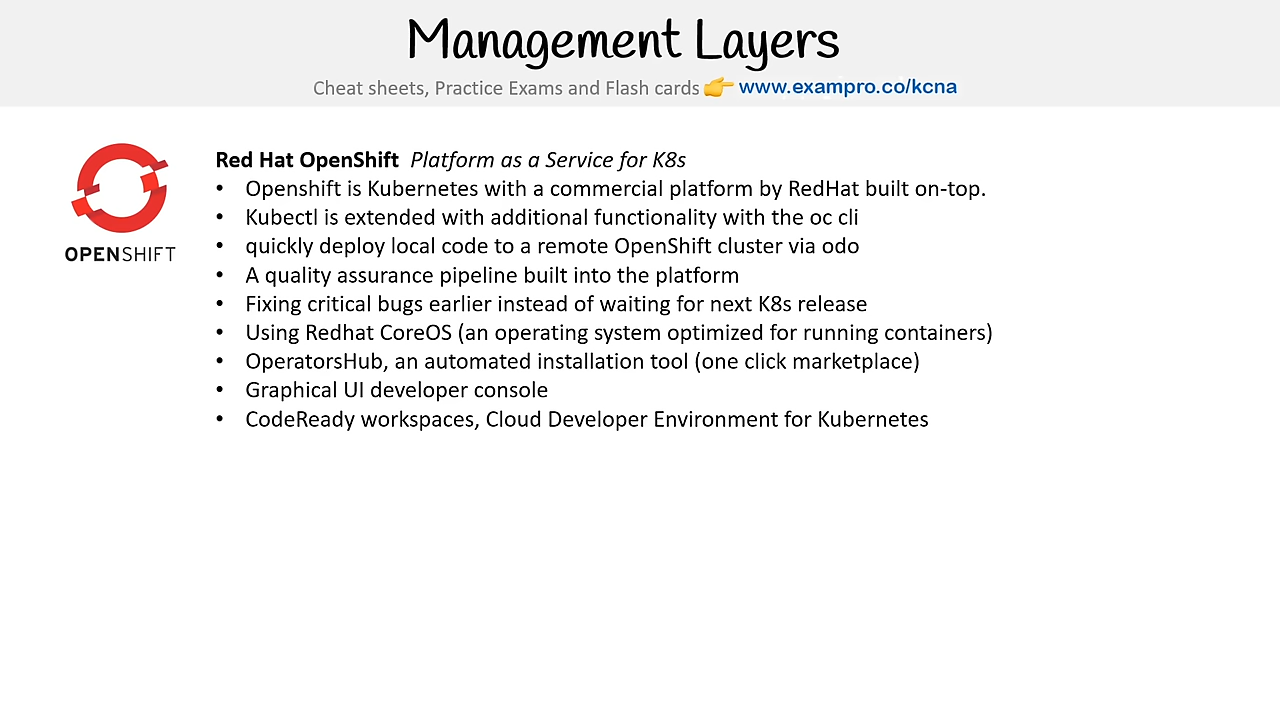 Management Layers
Cheat sheets, Practice Exams and Flash cards 👉 www.exampro.co/kcna
OPENSHIFT
Red Hat OpenShift Platform as a Service for K8s
• Openshift is Kubernetes with a commercial platform by RedHat built on-top.
• Kubectl is extended with additional functionality with the oc cli
• quickly deploy local code to a remote OpenShift cluster via odo
• A quality assurance pipeline built into the platform
• Fixing critical bugs earlier instead of waiting for next K8s release
• Using Redhat CoreOS (an operating system optimized for running containers)
• OperatorsHub, an automated installation tool (one click marketplace)
• Graphical UI developer console
• CodeReady workspaces, Cloud Developer Environment for Kubernetes